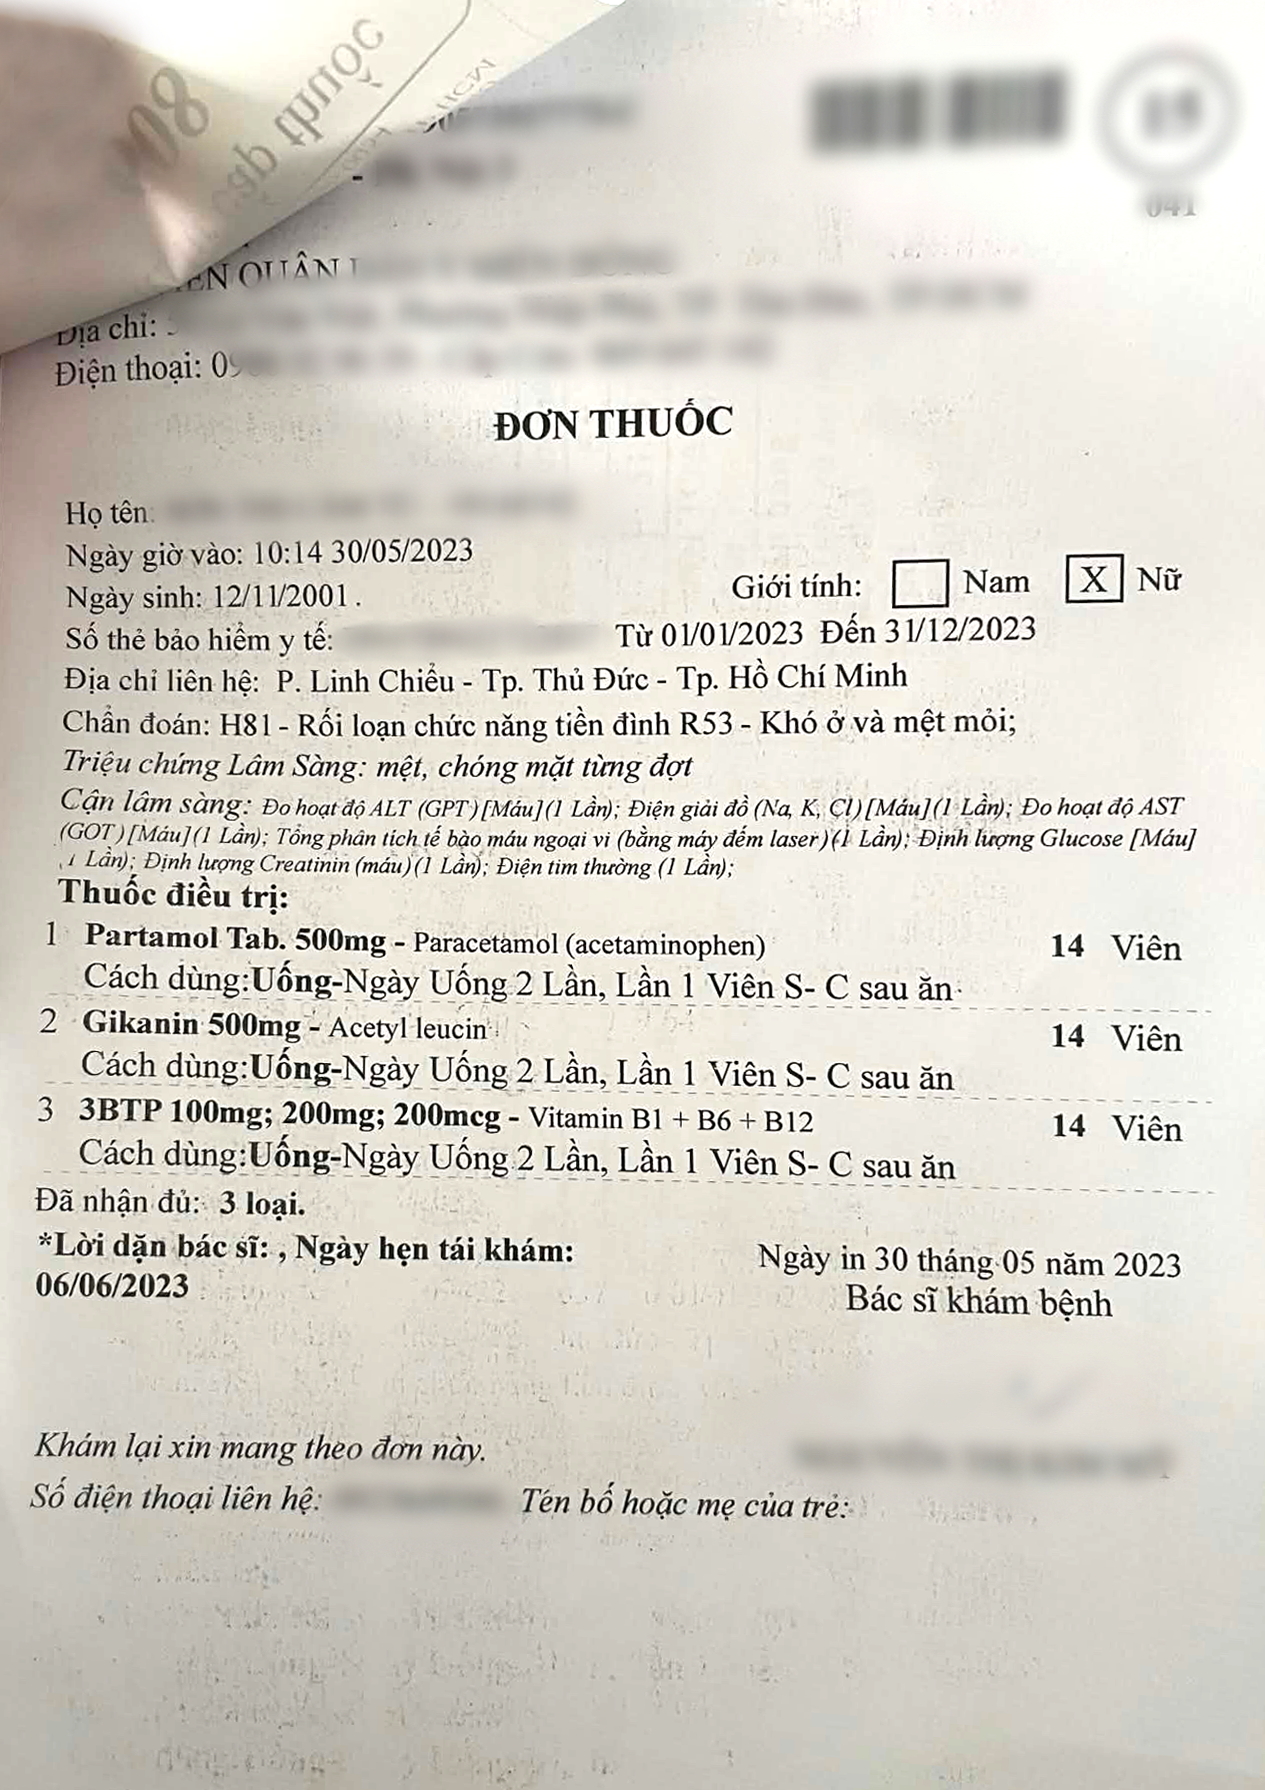 041
ỆN QUÂN
Địa chỉ:
Điện thoại: 09
ĐƠN THUỐC
Họ tên:
Ngày giờ vào: 10:14 30/05/2023
Ngày sinh: 12/11/2001 . Giới tính: Nam X Nữ
Số thẻ bảo hiểm y tế: Từ 01/01/2023 Đến 31/12/2023
Địa chỉ liên hệ: P. Linh Chiểu - Tp. Thủ Đức - Tp. Hồ Chí Minh
Chẩn đoán: H81 - Rối loạn chức năng tiền đình R53 - Khó ở và mệt mỏi;
Triệu chứng Lâm Sàng: mệt, chóng mặt từng đợt
Cận lâm sàng: Đo hoạt độ ALT (GPT)[Máu](1 Lần); Điện giải đồ (Na, K, Cl)[Máu](1 Lần); Đo hoạt độ AST
(GOT)[Máu](1 Lần); Tổng phân tích tế bào máu ngoại vi (bằng máy đếm laser)(1 Lần); Định lượng Glucose [Máu]
(1 Lần); Định lượng Creatinin (máu)(1 Lần); Điện tim thường (1 Lần);
Thuốc điều trị:
1 Partamol Tab. 500mg - Paracetamol (acetaminophen) 14 Viên
Cách dùng:Uống-Ngày Uống 2 Lần, Lần 1 Viên S- C sau ăn
2 Gikanin 500mg - Acetyl leucin 14 Viên
Cách dùng:Uống-Ngày Uống 2 Lần, Lần 1 Viên S- C sau ăn
3 3BTP 100mg; 200mg; 200mcg - Vitamin B1 + B6 + B12 14 Viên
Cách dùng:Uống-Ngày Uống 2 Lần, Lần 1 Viên S- C sau ăn
Đã nhận đủ: 3 loại.
*Lời dặn bác sĩ: , Ngày hẹn tái khám:
06/06/2023
Ngày in 30 tháng 05 năm 2023
Bác sĩ khám bệnh
Khám lại xin mang theo đơn này.
Số điện thoại liên hệ: Tén bố hoặc mẹ của trẻ: